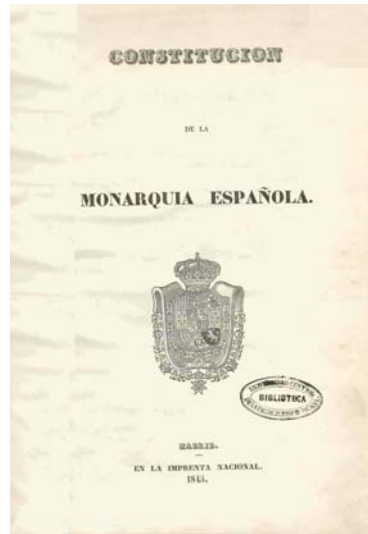 CONSTITUCION
DE LA
MONARQUIA ESPAÑOLA.
BIBLIOTECA
MADRID.
EN LA IMPRENTA NACIONAL.
1845.